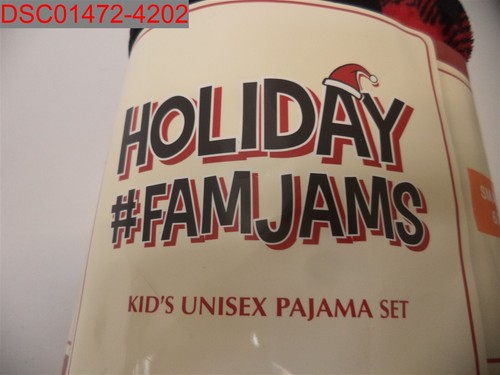 DSC01472-4202
HOLIDAY
#FAMJAMS
KID'S UNISEX PAJAMA SET